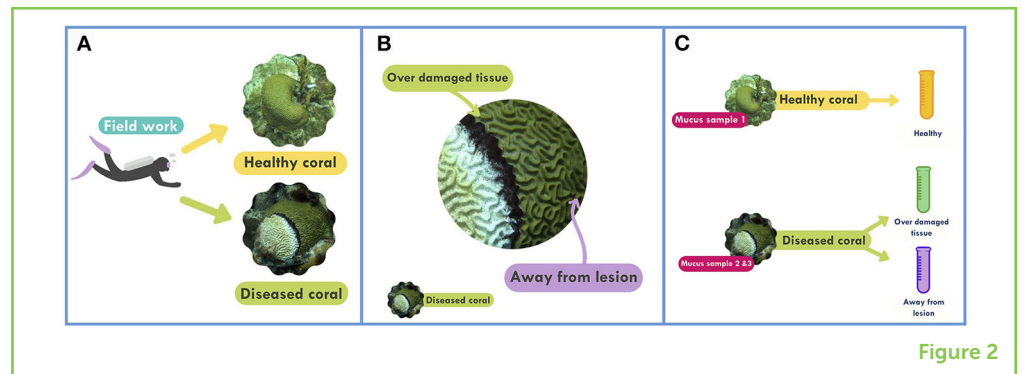 A
Field work
Healthy coral
Diseased coral
B
Over damaged tissue
Away from lesion
Diseased coral
C
Healthy coral
Mucus sample 1
Healthy
Diseased coral
Mucus sample 2 &3
Over damaged
tissue
Away from
lesion
Figure 2